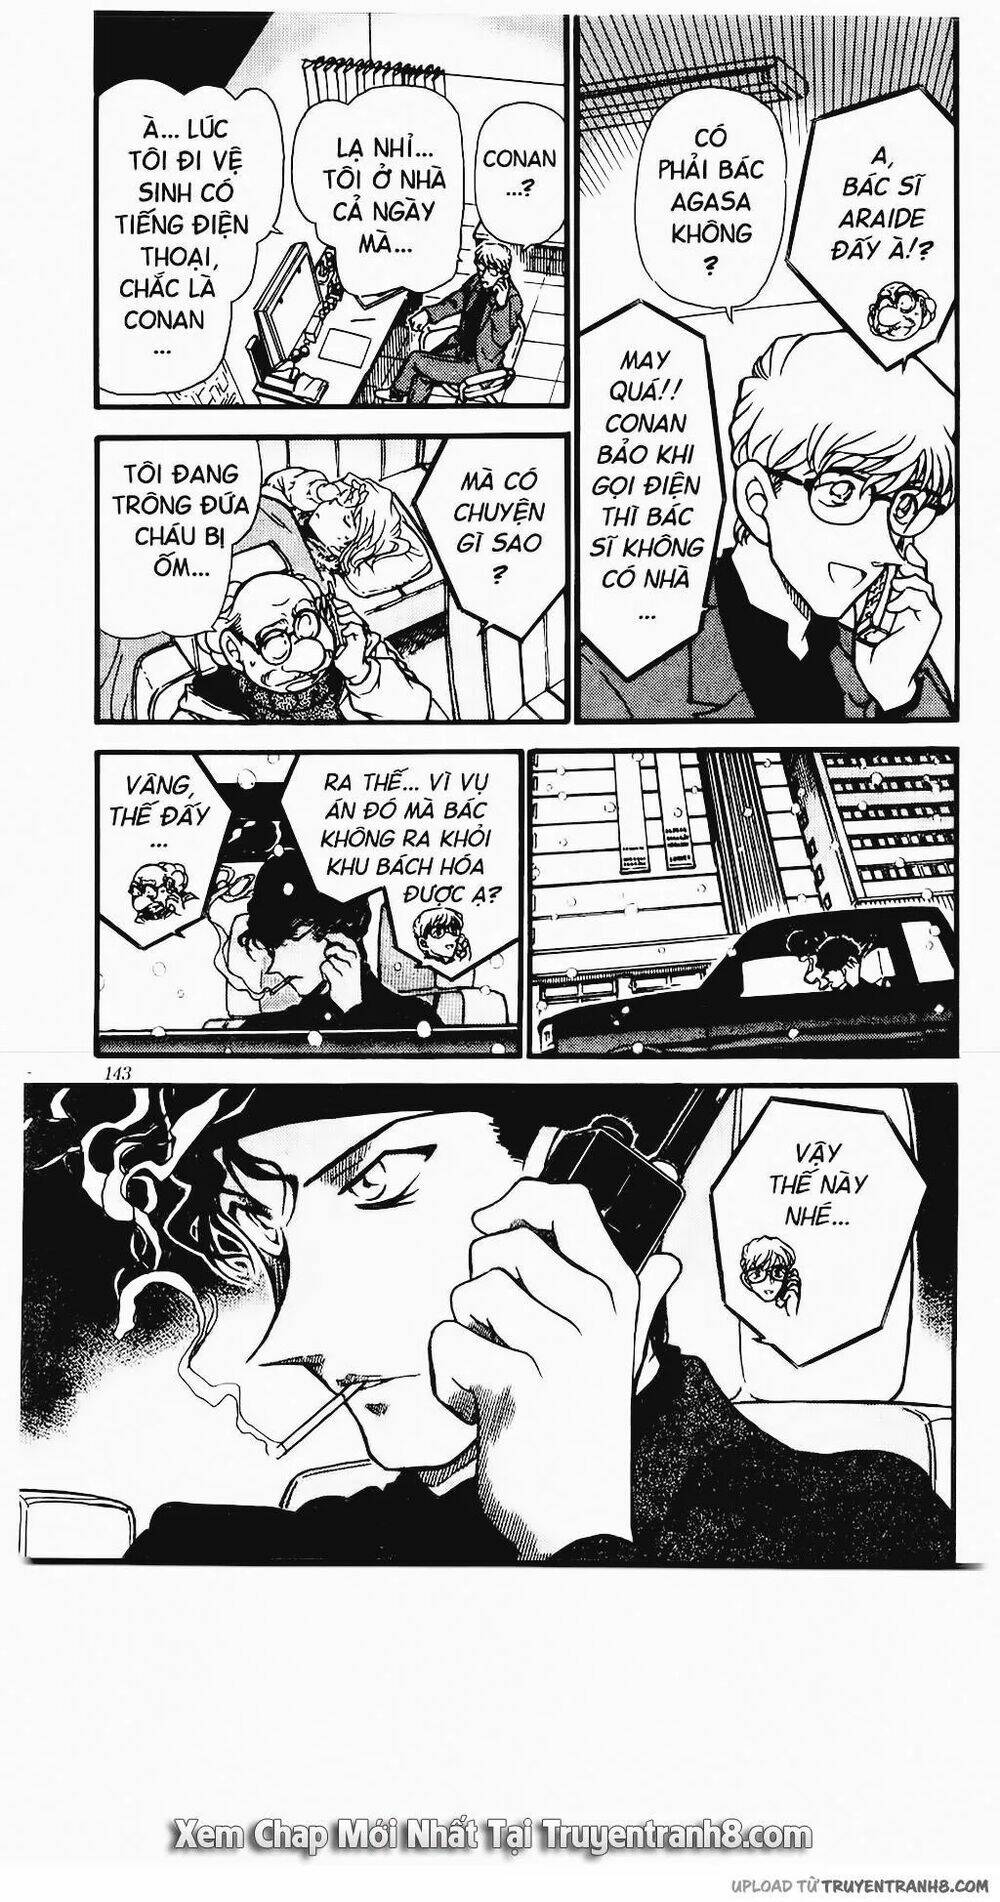 A,
BÁC SĨ
ARAIDE
ĐẤY À!?
CÓ
PHẢI BÁC
AGASA
KHÔNG
?
MAY
QUÁ!!
CONAN
BẢO KHI
GỌI ĐIỆN
THÌ BÁC
SĨ KHÔNG
CÓ NHÀ
...
CONAN
...?
LẠ NHỈ...
TÔI Ở NHÀ
CẢ NGÀY
MÀ...
À... LÚC
TÔI ĐI VỆ
SINH CÓ
TIẾNG ĐIỆN
THOẠI,
CHẮC LÀ
CONAN
...
MÀ CÓ
CHUYỆN
GÌ SAO
?
TÔI ĐANG
TRÔNG ĐỨA
CHÁU BỊ
ỐM...
RA THẾ... VÌ VỤ
ÁN ĐÓ MÀ BÁC
KHÔNG RA KHỎI
KHU BÁCH HÓA
ĐƯỢC Ạ?
VÂNG,
THẾ ĐẤY
...
143
VẬY
THẾ NÀY
NHÉ...
Xem Chap Mới Nhất Tại Truyentranh8.com
UPLOAD TỪ TRUYENTRANH8.COM